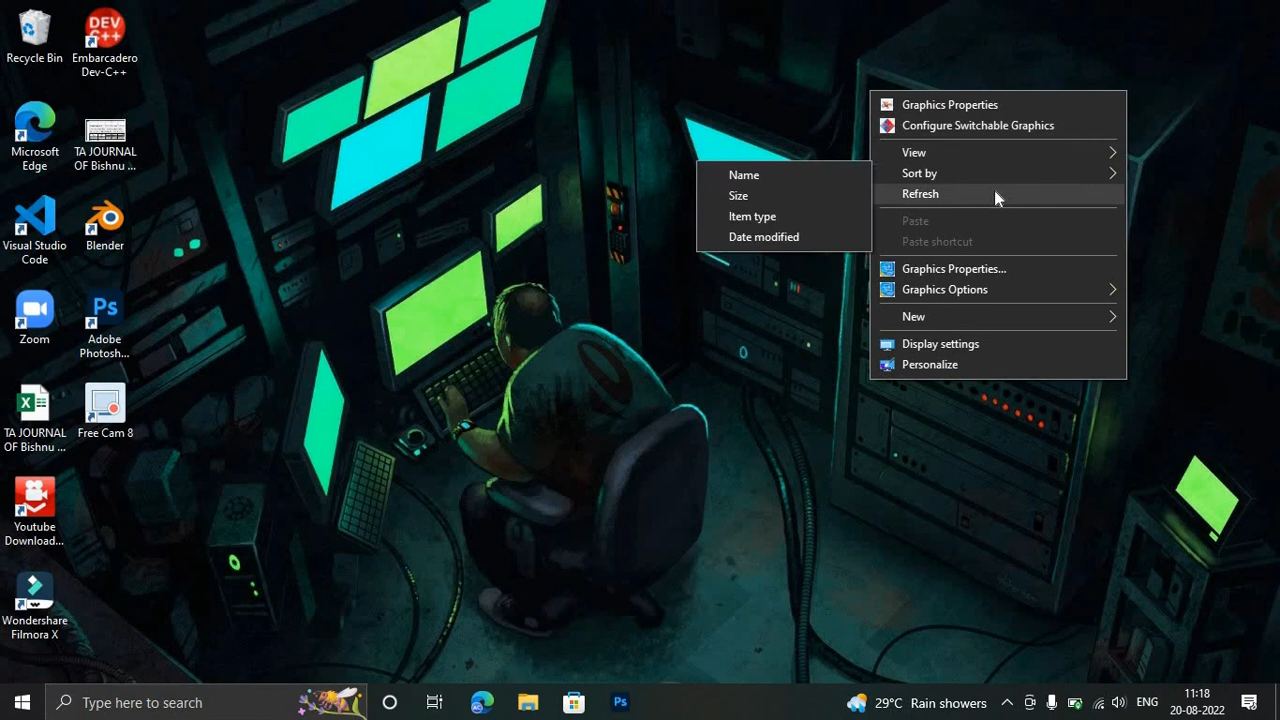 Recycle Bin
DEV
C++
Embarcadero
Dev-C++
Microsoft
Edge
TA JOURNAL
OF Bishnu ...
Visual Studio
Code
Blender
Zoom
Ps
Adobe
Photosh...
TA JOURNAL
OF Bishnu ...
Free Cam 8
Youtube
Download...
Wondershare
Filmora X
Name
Size
Item type
Date modified
Graphics Properties
Configure Switchable Graphics
View
Sort by
Refresh
Paste
Paste shortcut
Graphics Properties...
Graphics Options
New
Display settings
Personalize
Type here to search
Ps
29°C Rain showers
ENG
11:18
20-08-2022